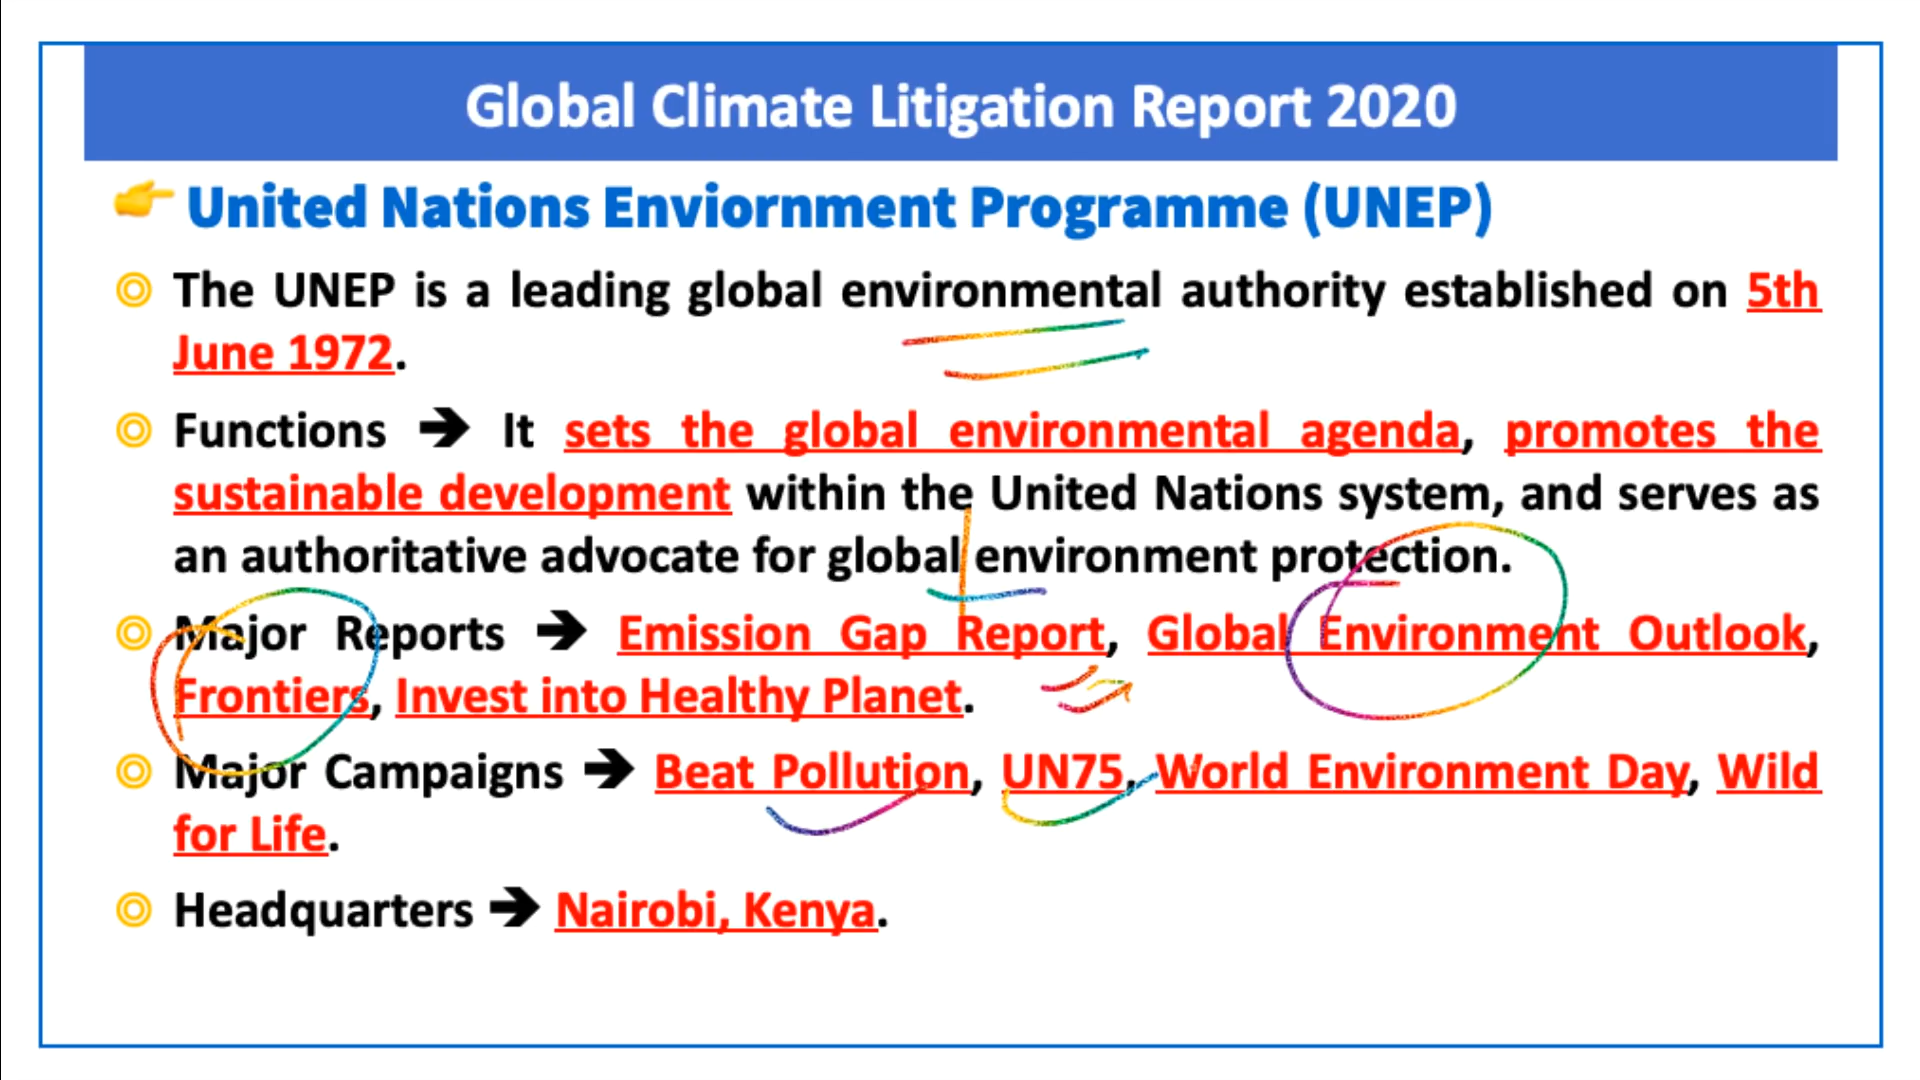 Global Climate Litigation Report 2020
👉 United Nations Enviornment Programme (UNEP)
The UNEP is a leading global environmental authority established on 5th
June 1972.
Functions ➔ It sets the global environmental agenda, promotes the
sustainable development within the United Nations system, and serves as
an authoritative advocate for global environment protection.
Major Reports ➔ Emission Gap Report, Global Environment Outlook,
Frontiers, Invest into Healthy Planet.
Major Campaigns ➔ Beat Pollution, UN75, World Environment Day, Wild
for Life.
Headquarters ➔ Nairobi, Kenya.